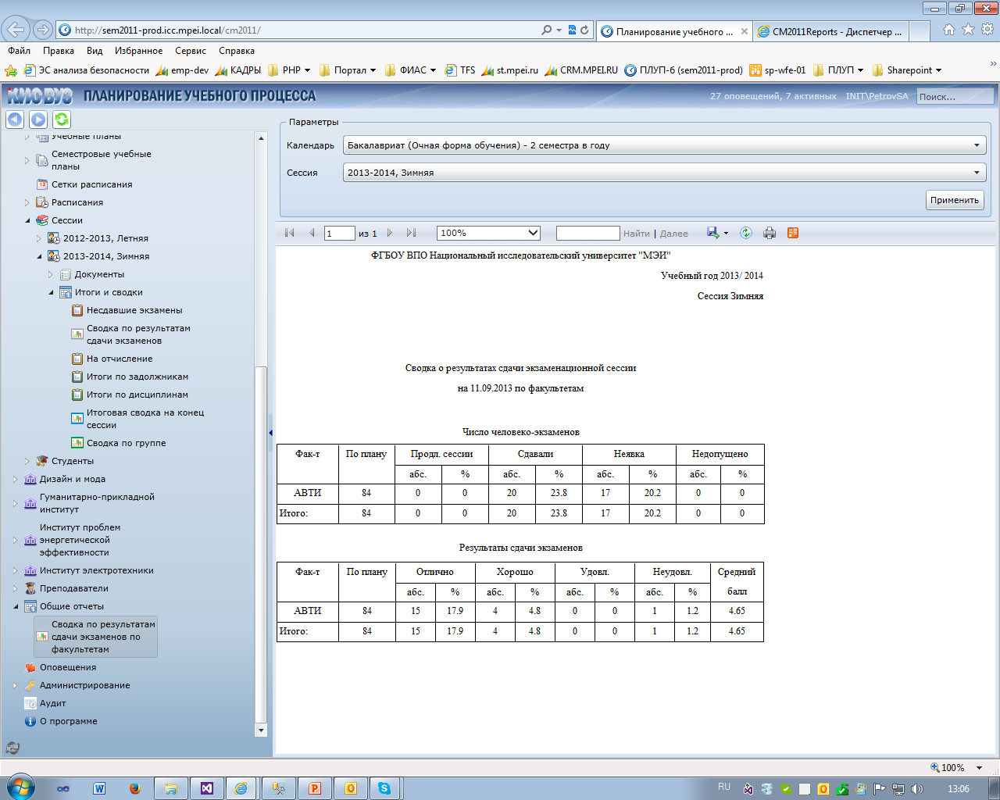 http://sem2011-prod.icc.mpei.local/cm2011/
Планирование учебного ...
CM2011Reports - Диспетчер ...
Файл Правка Вид Избранное Сервис Справка
ЭС анализа безопасности emp-dev КАДРЫ PHP Портал ФИАС TFS st.mpei.ru CRM.MPEI.RU ПЛУП-6 (sem2011-prod) sp-wfe-01 ПЛУП Sharepoint
КИС ВУЗ ПЛАНИРОВАНИЕ УЧЕБНОГО ПРОЦЕССА
27 оповещений, 7 активных INIT\PetrovSA Поиск...
Учебные планы
Семестровые учебные
планы
Сетки расписания
Расписания
Сессии
2012-2013, Летняя
2013-2014, Зимняя
Документы
Итоги и сводки
Несдавшие экзамены
Сводка по результатам
сдачи экзаменов
На отчисление
Итоги по задолжникам
Итоги по дисциплинам
Итоговая сводка на конец
сессии
Сводка по группе
Студенты
Дизайн и мода
Гуманитарно-прикладной
институт
Институт проблем
энергетической
эффективности
Институт электротехники
Преподаватели
Общие отчеты
Сводка по результатам
сдачи экзаменов по
факультетам
Оповещения
Администрирование
Аудит
О программе
Параметры
Календарь Бакалавриат (Очная форма обучения) - 2 семестра в году
Сессия 2013-2014, Зимняя
Применить
1 из 1 100% Найти | Далее
ФГБОУ ВПО Национальный исследовательский университет "МЭИ"
Учебный год 2013/ 2014
Сессия Зимняя
Сводка о результатах сдачи экзаменационной сессии
на 11.09.2013 по факультетам
Число человеко-экзаменов
Фак-т По плану Продл. сессии Сдавали Неявка Недопущено
абс. % абс. % абс. % абс. %
АВТИ 84 0 0 20 23.8 17 20.2 0 0
Итого: 84 0 0 20 23.8 17 20.2 0 0
Результаты сдачи экзаменов
Фак-т По плану Отлично Хорошо Удовл. Неудовл. Средний
абс. % абс. % абс. % абс. % балл
АВТИ 84 15 17.9 4 4.8 0 0 1 1.2 4.65
Итого: 84 15 17.9 4 4.8 0 0 1 1.2 4.65
100%
RU 13:06